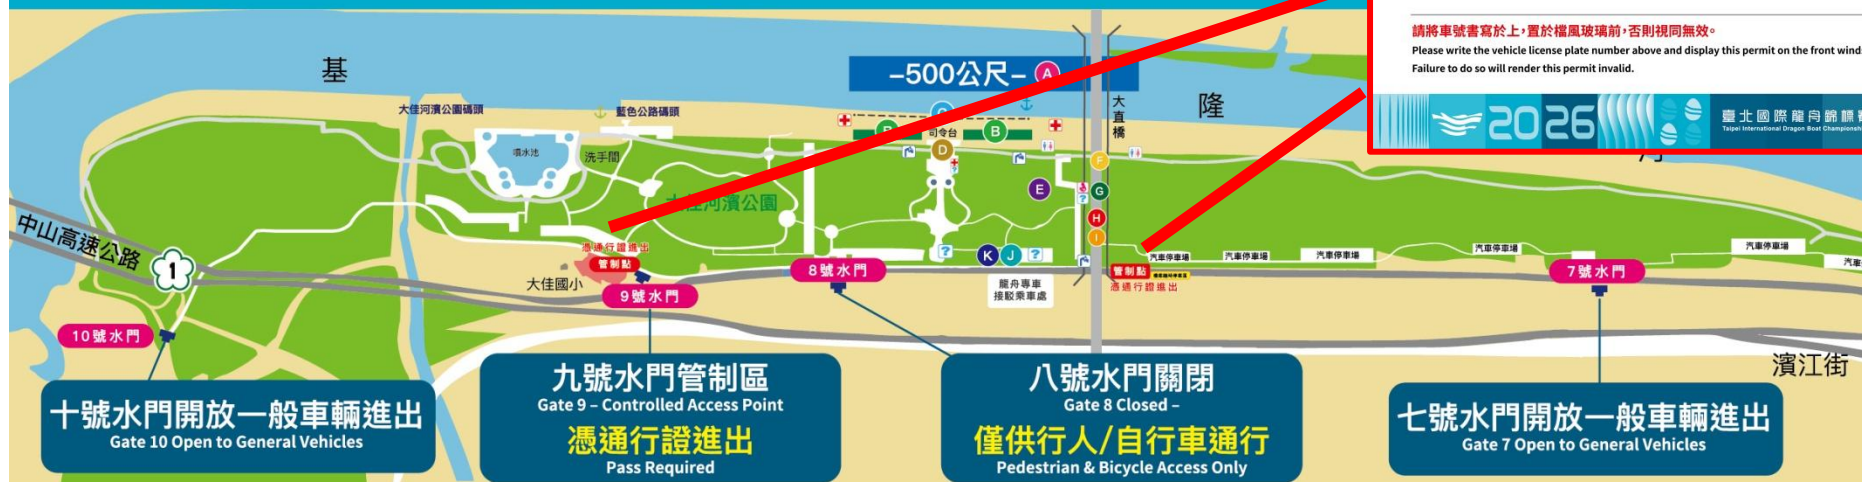 請將車號書寫於上，置於檔風玻璃前，否則視同無效。
Please write the vehicle license plate number above and display this permit on the front wind
Failure to do so will render this permit invalid.
2026
臺北國際龍舟錦標
Taipei International Dragon Boat Championship
基
隆
河
–500公尺– A
大佳河濱公園碼頭
藍色公路碼頭
大直橋
C
B
司令台
B
D
噴水池
洗手間
大佳河濱公園
E
F
G
H
I
K
J
中山高速公路
1
憑通行證進出
管制點
大佳國小
9號水門
8號水門
龍舟專車
接駁乘車處
管制點
憑通行證進出
汽車停車場
汽車停車場
汽車停車場
汽車停車場
汽車停車場
7號水門
10號水門
濱江街
十號水門開放一般車輛進出
Gate 10 Open to General Vehicles
九號水門管制區
Gate 9 – Controlled Access Point
憑通行證進出
Pass Required
八號水門關閉
Gate 8 Closed –
僅供行人/自行車通行
Pedestrian & Bicycle Access Only
七號水門開放一般車輛進出
Gate 7 Open to General Vehicles